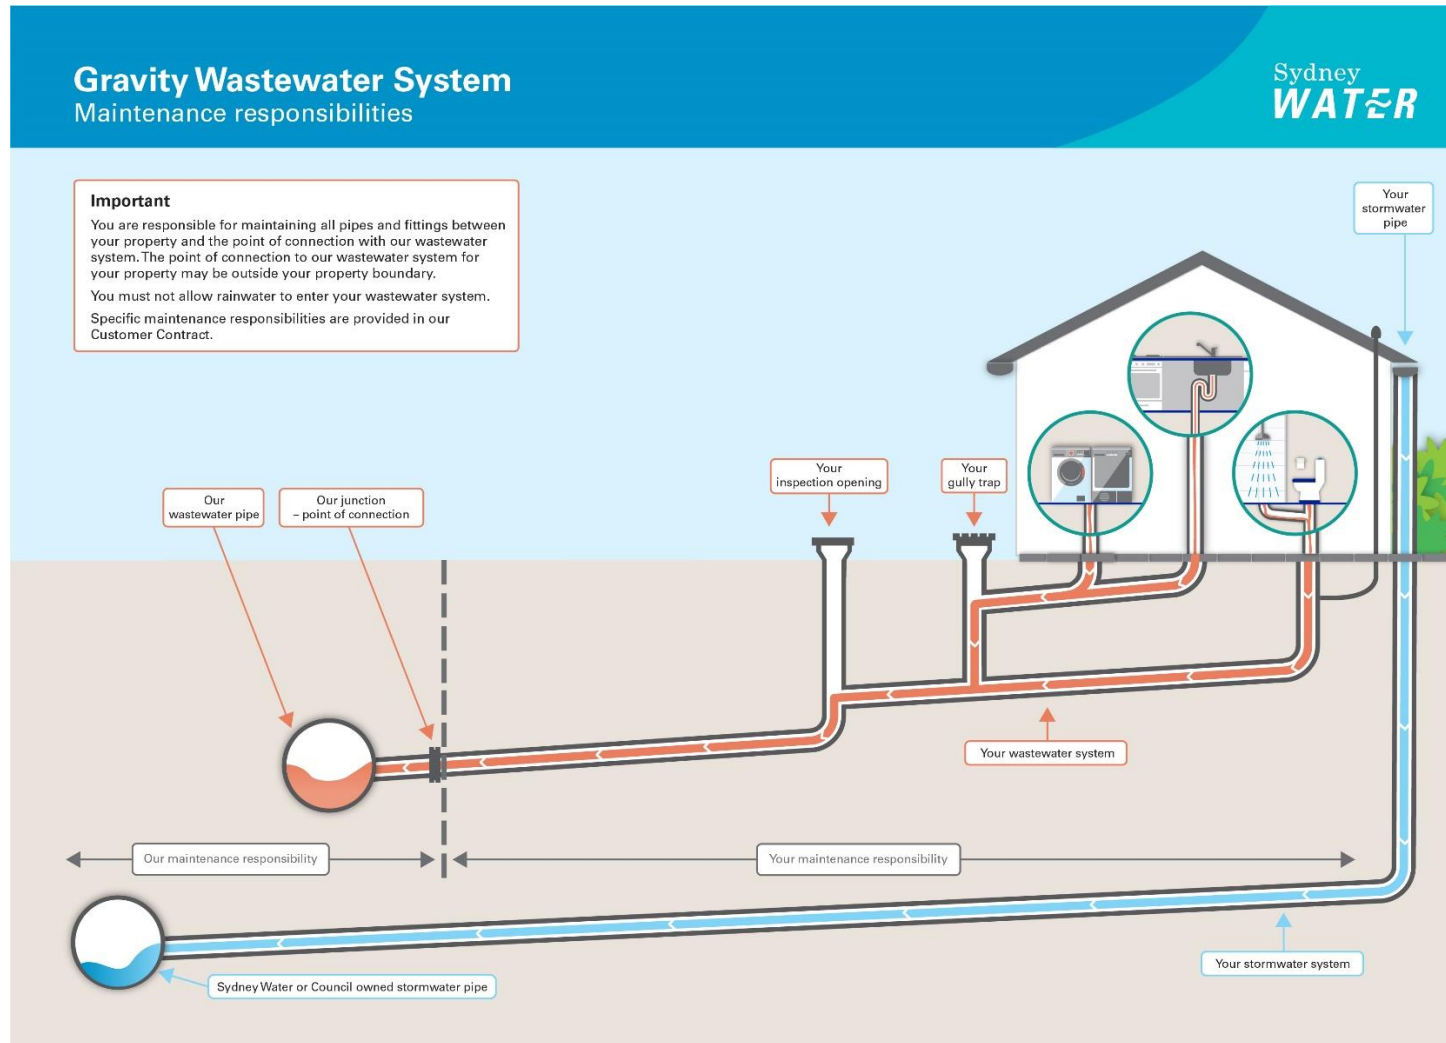 Gravity Wastewater System
Maintenance responsibilities
Sydney
WATER
Important
You are responsible for maintaining all pipes and fittings between
your property and the point of connection with our wastewater
system. The point of connection to our wastewater system for
your property may be outside your property boundary.
You must not allow rainwater to enter your wastewater system.
Specific maintenance responsibilities are provided in our
Customer Contract.
Your
stormwater
pipe
Your
inspection opening
Your
gully trap
Our
wastewater pipe
Our junction
– point of connection
Your wastewater system
Our maintenance responsibility
Your maintenance responsibility
Your stormwater system
Sydney Water or Council owned stormwater pipe